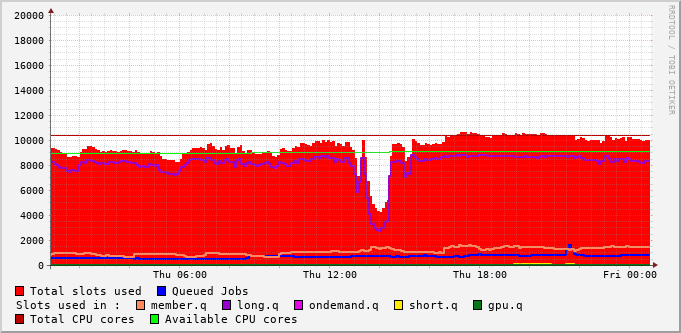 20000
18000
16000
14000
12000
10000
8000
6000
4000
2000
0
Thu 06:00 Thu 12:00 Thu 18:00 Fri 00:00
RRDTOOL / TOBI OETIKER
Total slots used Queued Jobs
Slots used in : member.q long.q ondemand.q short.q gpu.q
Total CPU cores Available CPU cores